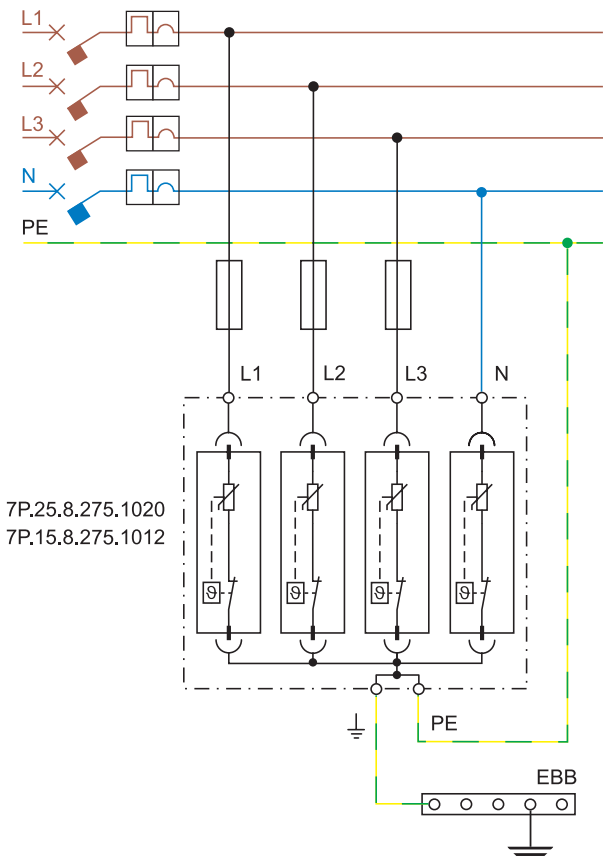 L1
L2
L3
N
PE
L1 L2 L3 N
7P.25.8.275.1020
7P.15.8.275.1012
ϑ ϑ ϑ ϑ
PE
EBB